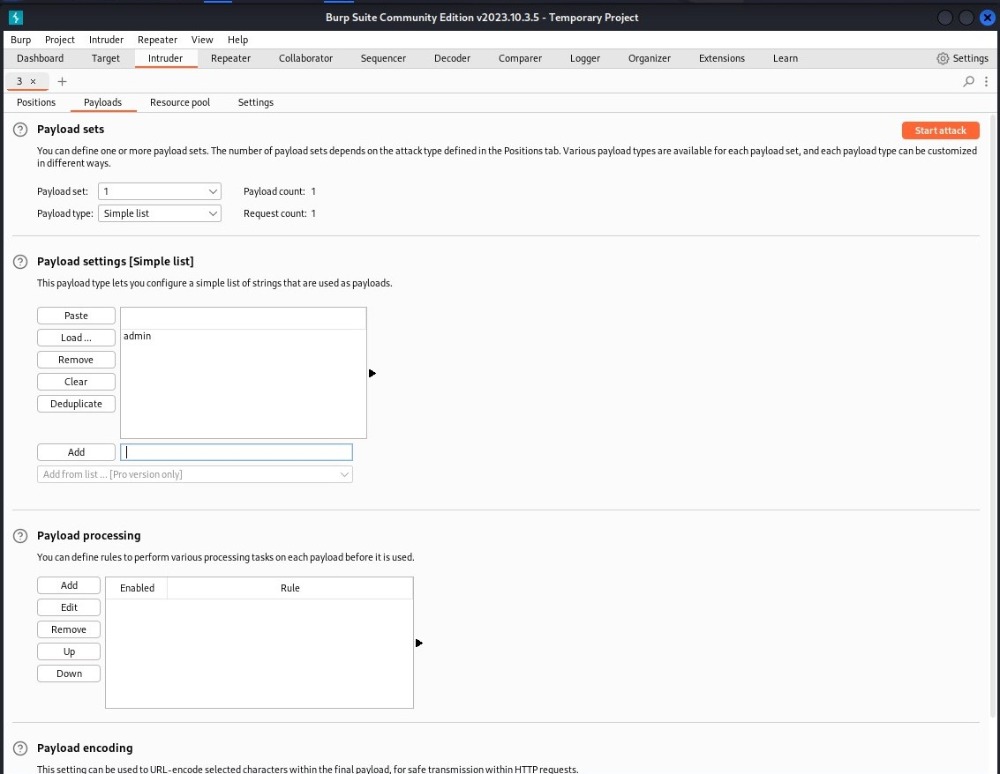 Burp Suite Community Edition v2023.10.3.5 - Temporary Project
Burp Project Intruder Repeater View Help
Dashboard Target Intruder Repeater Collaborator Sequencer Decoder Comparer Logger Organizer Extensions Learn Settings
3 × +
Positions Payloads Resource pool Settings
? Payload sets Start attack
You can define one or more payload sets. The number of payload sets depends on the attack type defined in the Positions tab. Various payload types are available for each payload set, and each payload type can be customized
in different ways.
Payload set: 1 Payload count: 1
Payload type: Simple list Request count: 1
? Payload settings [Simple list]
This payload type lets you configure a simple list of strings that are used as payloads.
Paste
Load ... admin
Remove
Clear
Deduplicate
Add
Add from list ... [Pro version only]
? Payload processing
You can define rules to perform various processing tasks on each payload before it is used.
Add Enabled Rule
Edit
Remove
Up
Down
? Payload encoding
This setting can be used to URL-encode selected characters within the final payload, for safe transmission within HTTP requests.